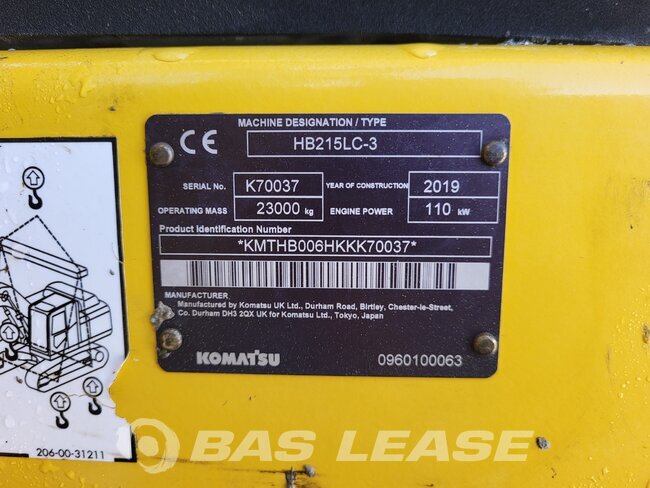 MACHINE DESIGNATION / TYPE
CE HB215LC-3
SERIAL No. K70037 YEAR OF CONSTRUCTION 2019
OPERATING MASS 23000 kg ENGINE POWER 110 kW
Product Identification Number
*KMTHB006HKKK70037*
MANUFACTURER
Manufactured by Komatsu UK Ltd., Durham Road, Birtley, Chester-le-Street,
Co. Durham DH3 2QX UK for Komatsu Ltd., Tokyo, Japan
KOMATSU 0960100063
BAS LEASE
206-00-31211